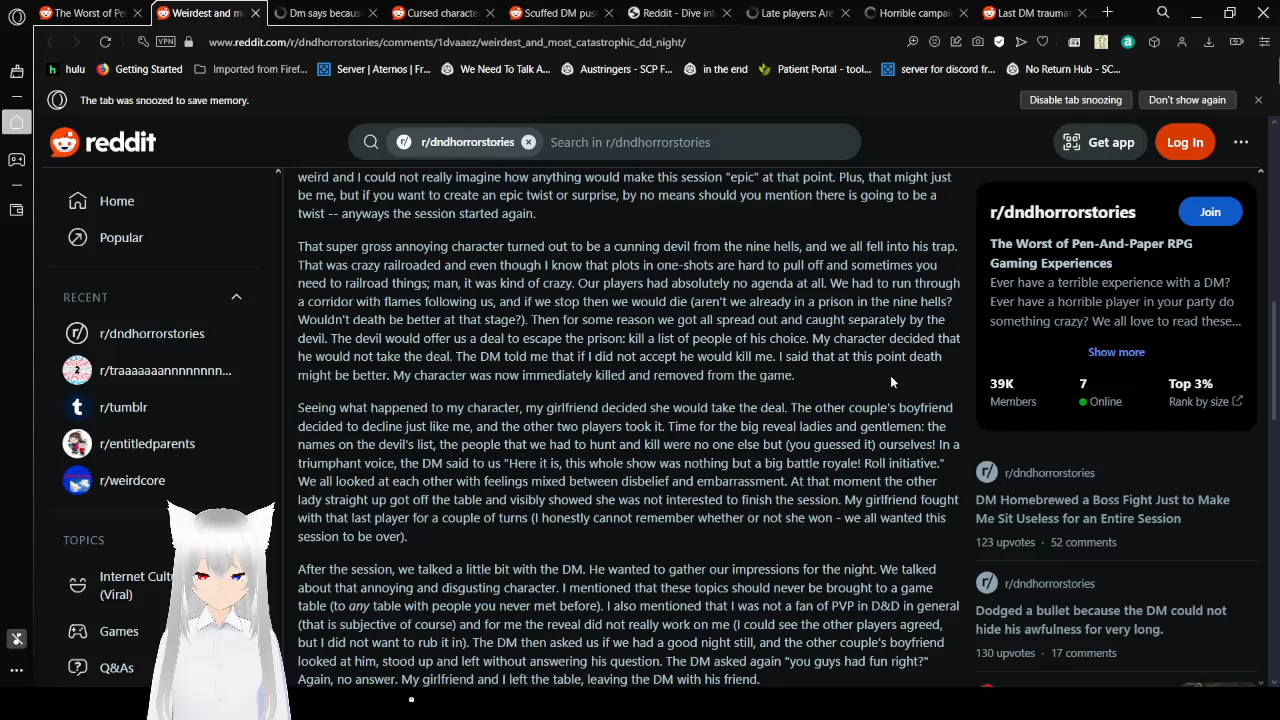 The Worst of Pe
Weirdest and m
Dm says becaus
Cursed characte
Scuffed DM pus
Reddit - Dive int
Late players: Are
Horrible campai
Last DM traumat
VPN
www.reddit.com/r/dndhorrorstories/comments/1dvaaez/weirdest_and_most_catastrophic_dd_night/
hulu
Getting Started
Imported from Firef...
Server | Aternos | Fr...
We Need To Talk A...
Austringers - SCP F...
in the end
Patient Portal - tool...
server for discord fr...
No Return Hub - SC...
The tab was snoozed to save memory.
Disable tab snoozing
Don't show again
reddit
r/dndhorrorstories
Search in r/dndhorrorstories
Get app
Log In
Home
Popular
RECENT
r/dndhorrorstories
r/traaaaaaannnnnnnn...
r/tumblr
r/entitledparents
r/weirdcore
TOPICS
Internet Cult
(Viral)
Games
Q&As
weird and I could not really imagine how anything would make this session "epic" at that point. Plus, that might just
be me, but if you want to create an epic twist or surprise, by no means should you mention there is going to be a
twist -- anyways the session started again.
That super gross annoying character turned out to be a cunning devil from the nine hells, and we all fell into his trap.
That was crazy railroaded and even though I know that plots in one-shots are hard to pull off and sometimes you
need to railroad things; man, it was kind of crazy. Our players had absolutely no agenda at all. We had to run through
a corridor with flames following us, and if we stop then we would die (aren't we already in a prison in the nine hells?
Wouldn't death be better at that stage?). Then for some reason we got all spread out and caught separately by the
devil. The devil would offer us a deal to escape the prison: kill a list of people of his choice. My character decided that
he would not take the deal. The DM told me that if I did not accept he would kill me. I said that at this point death
might be better. My character was now immediately killed and removed from the game.
Seeing what happened to my character, my girlfriend decided she would take the deal. The other couple's boyfriend
decided to decline just like me, and the other two players took it. Time for the big reveal ladies and gentlemen: the
names on the devil's list, the people that we had to hunt and kill were no one else but (you guessed it) ourselves! In a
triumphant voice, the DM said to us "Here it is, this whole show was nothing but a big battle royale! Roll initiative."
We all looked at each other with feelings mixed between disbelief and embarrassment. At that moment the other
lady straight up got off the table and visibly showed she was not interested to finish the session. My girlfriend fought
with that last player for a couple of turns (I honestly cannot remember whether or not she won - we all wanted this
session to be over).
After the session, we talked a little bit with the DM. He wanted to gather our impressions for the night. We talked
about that annoying and disgusting character. I mentioned that these topics should never be brought to a game
table (to any table with people you never met before). I also mentioned that I was not a fan of PVP in D&D in general
(that is subjective of course) and for me the reveal did not really work on me (I could see the other players agreed,
but I did not want to rub it in). The DM then asked us if we had a good night still, and the other couple's boyfriend
looked at him, stood up and left without answering his question. The DM asked again "you guys had fun right?"
Again, no answer. My girlfriend and I left the table, leaving the DM with his friend.
r/dndhorrorstories
Join
The Worst of Pen-And-Paper RPG
Gaming Experiences
Ever have a terrible experience with a DM?
Ever have a horrible player in your party do
something crazy? We all love to read these...
Show more
39K
Members
7
Online
Top 3%
Rank by size
r/dndhorrorstories
DM Homebrewed a Boss Fight Just to Make
Me Sit Useless for an Entire Session
123 upvotes · 52 comments
r/dndhorrorstories
Dodged a bullet because the DM could not
hide his awfulness for very long.
130 upvotes · 17 comments